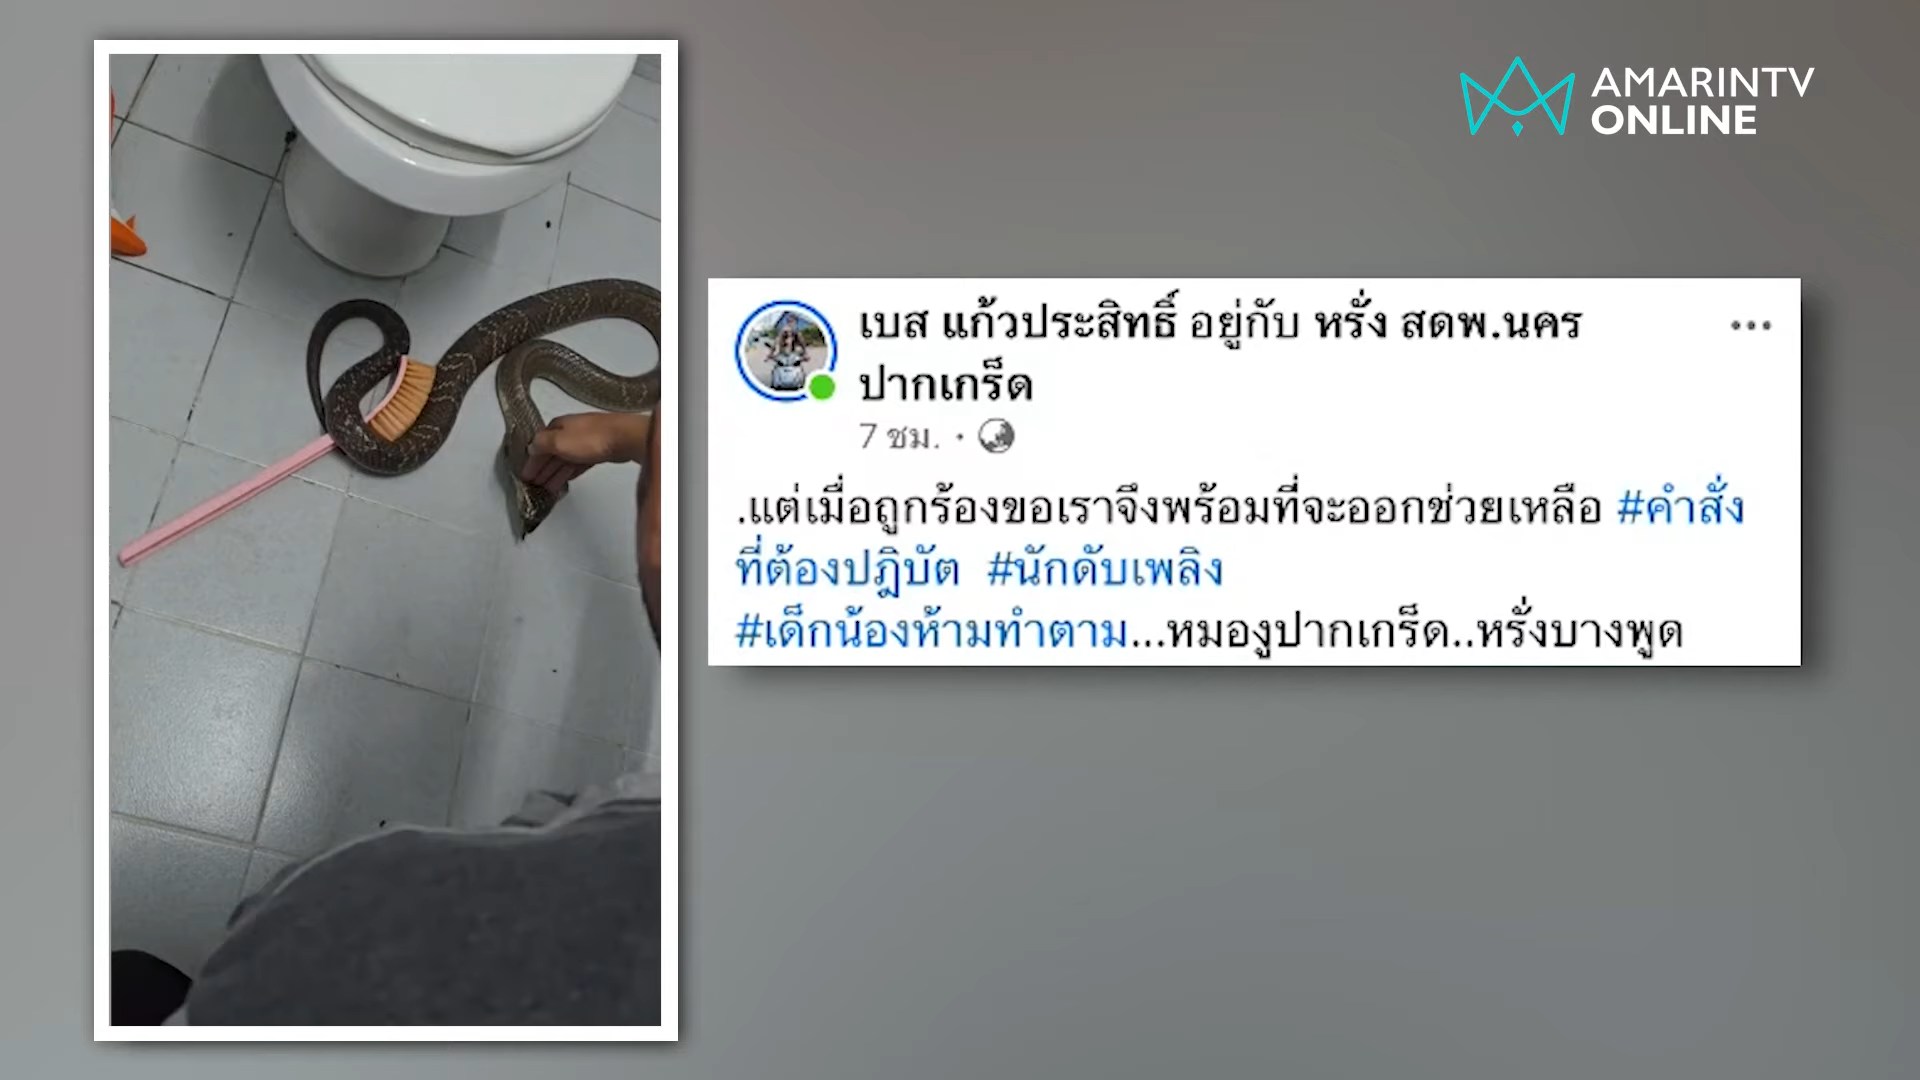 AMARINTV
ONLINE
เบส แก้วประสิทธิ์ อยู่กับ หรั่ง สดพ.นคร
ปากเกร็ด
7 ชม. ·
.แต่เมื่อถูกร้องขอเราจึงพร้อมที่จะออกช่วยเหลือ #คำสั่ง
ที่ต้องปฎิบัต #นักดับเพลิง
#เด็กน้องห้ามทำตาม...หมองูปากเกร็ด..หรั่งบางพูด